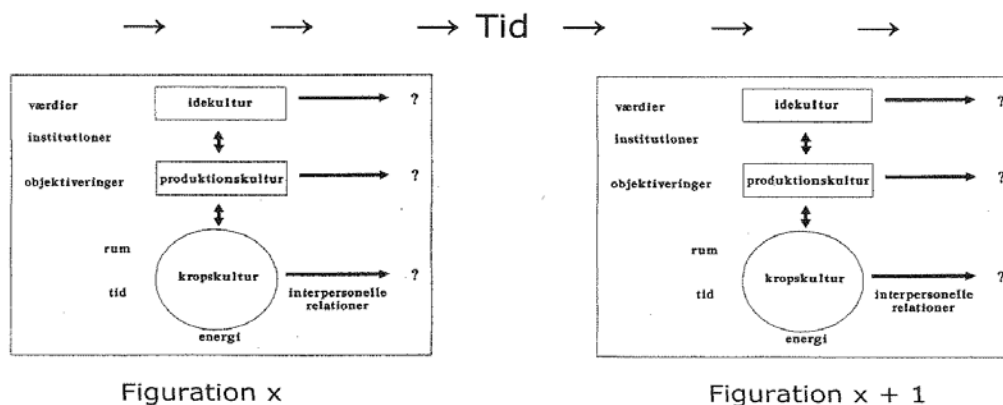 → → → Tid → → →
værdier idekultur ?
institutioner
objektiveringer produktionskultur ?
rum
kropskultur ?
tid interpersonelle
relationer
energi
Figuration x
værdier idekultur ?
institutioner
objektiveringer produktionskultur ?
rum
kropskultur ?
tid interpersonelle
relationer
energi
Figuration x + 1